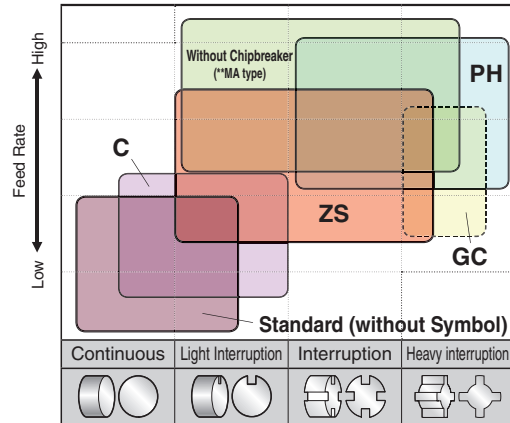 High
Feed Rate
Low
Without Chipbreaker
(**MA type)
PH
C
ZS
GC
Standard (without Symbol)
Continuous
Light Interruption
Interruption
Heavy interruption